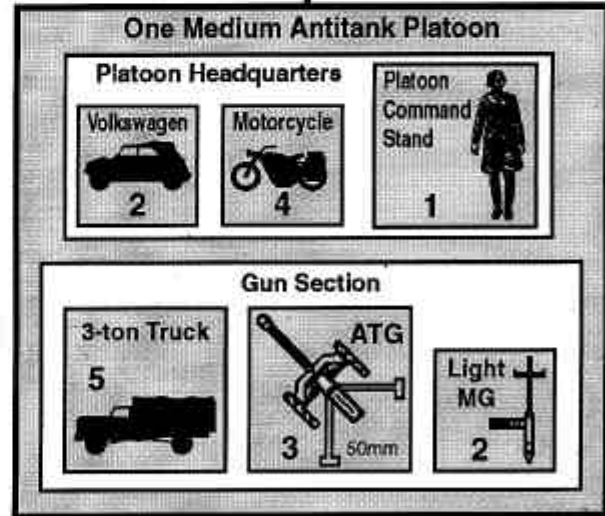 One Medium Antitank Platoon
Platoon Headquarters
Volkswagen
2
Motorcycle
4
Platoon
Command
Stand
1
Gun Section
3-ton Truck
5
ATG
3
50mm
Light
MG
2